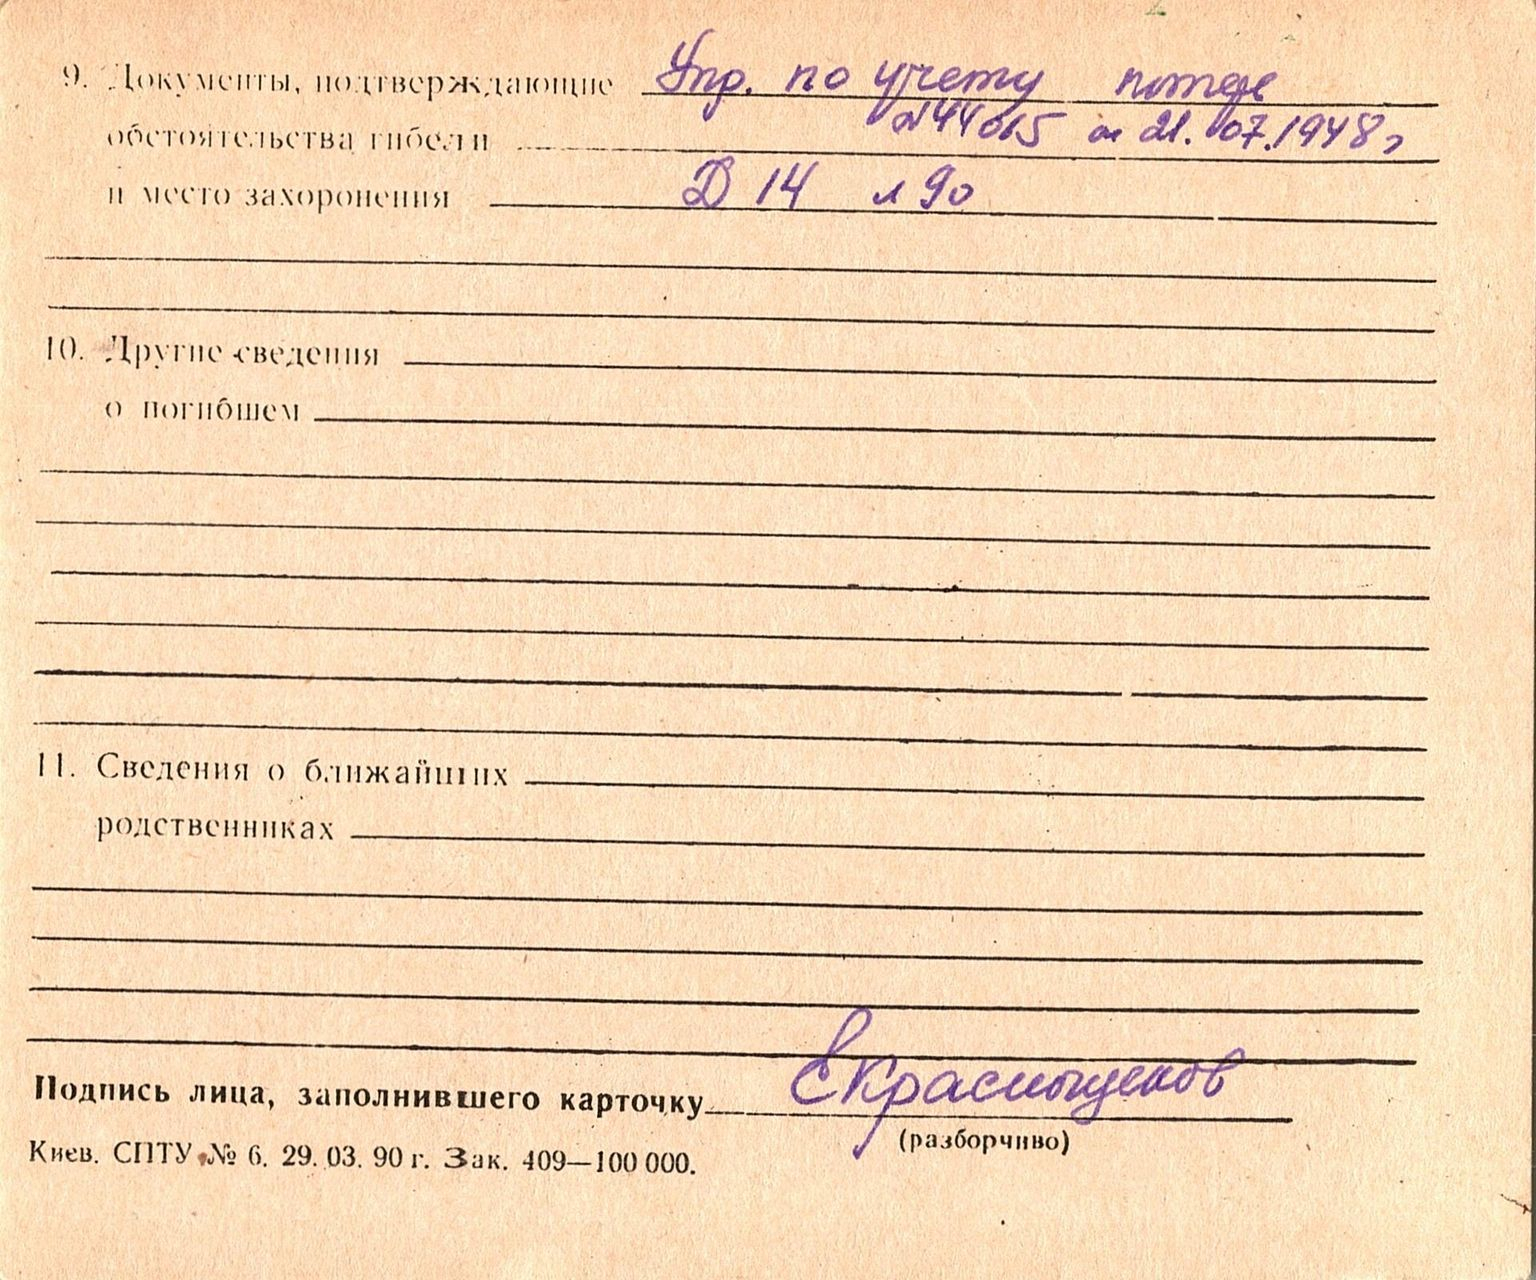 9. Документы, подтверждающие Упр. по учету потерь
обстоятельства гибели №44065 от 21.07.1948г
и место захоронения Д 14 л 90
10. Другие сведения
о погибшем
11. Сведения о ближайших
родственниках
Подпись лица, заполнившего карточку ЕКраснощеков
(разборчиво)
Киев. СПТУ № 6. 29. 03. 90 г. Зак. 409—100 000.